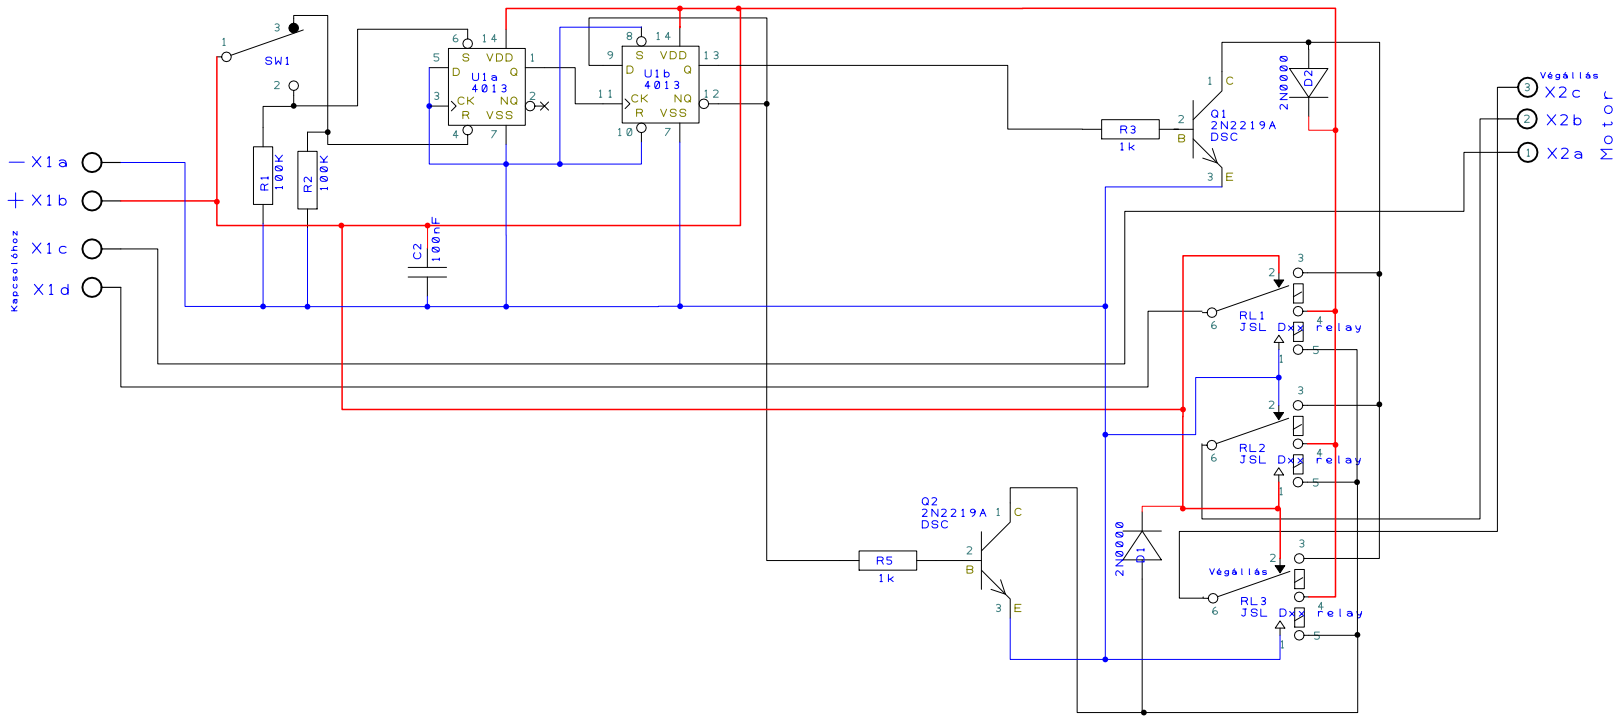 3
1
SW1
2
6
14
5
S
VDD
1
D
Q
U1a
4013
3
CK
NQ
2
R
VSS
4
7
8
14
9
S
VDD
13
D
Q
U1b
4013
11
CK
NQ
12
R
VSS
10
7
R3
1k
1
C
2
B
Q1
2N2219A
DSC
3
E
D2
2N0000
Végállás
3
X2c
2
X2b
1
X2a
Motor
− X1a
+ X1b
X1c
X1d
Kapcsolóhoz
R1
100K
R2
100K
C2
100nF
3
2
6
RL1
4
JSL Dxx relay
1
5
3
2
6
RL2
4
JSL Dxx relay
1
5
3
2
Végállás
6
RL3
4
JSL Dxx relay
1
5
Q2
2N2219A
DSC
1
C
2
B
3
E
R5
1k
D1
2N0000